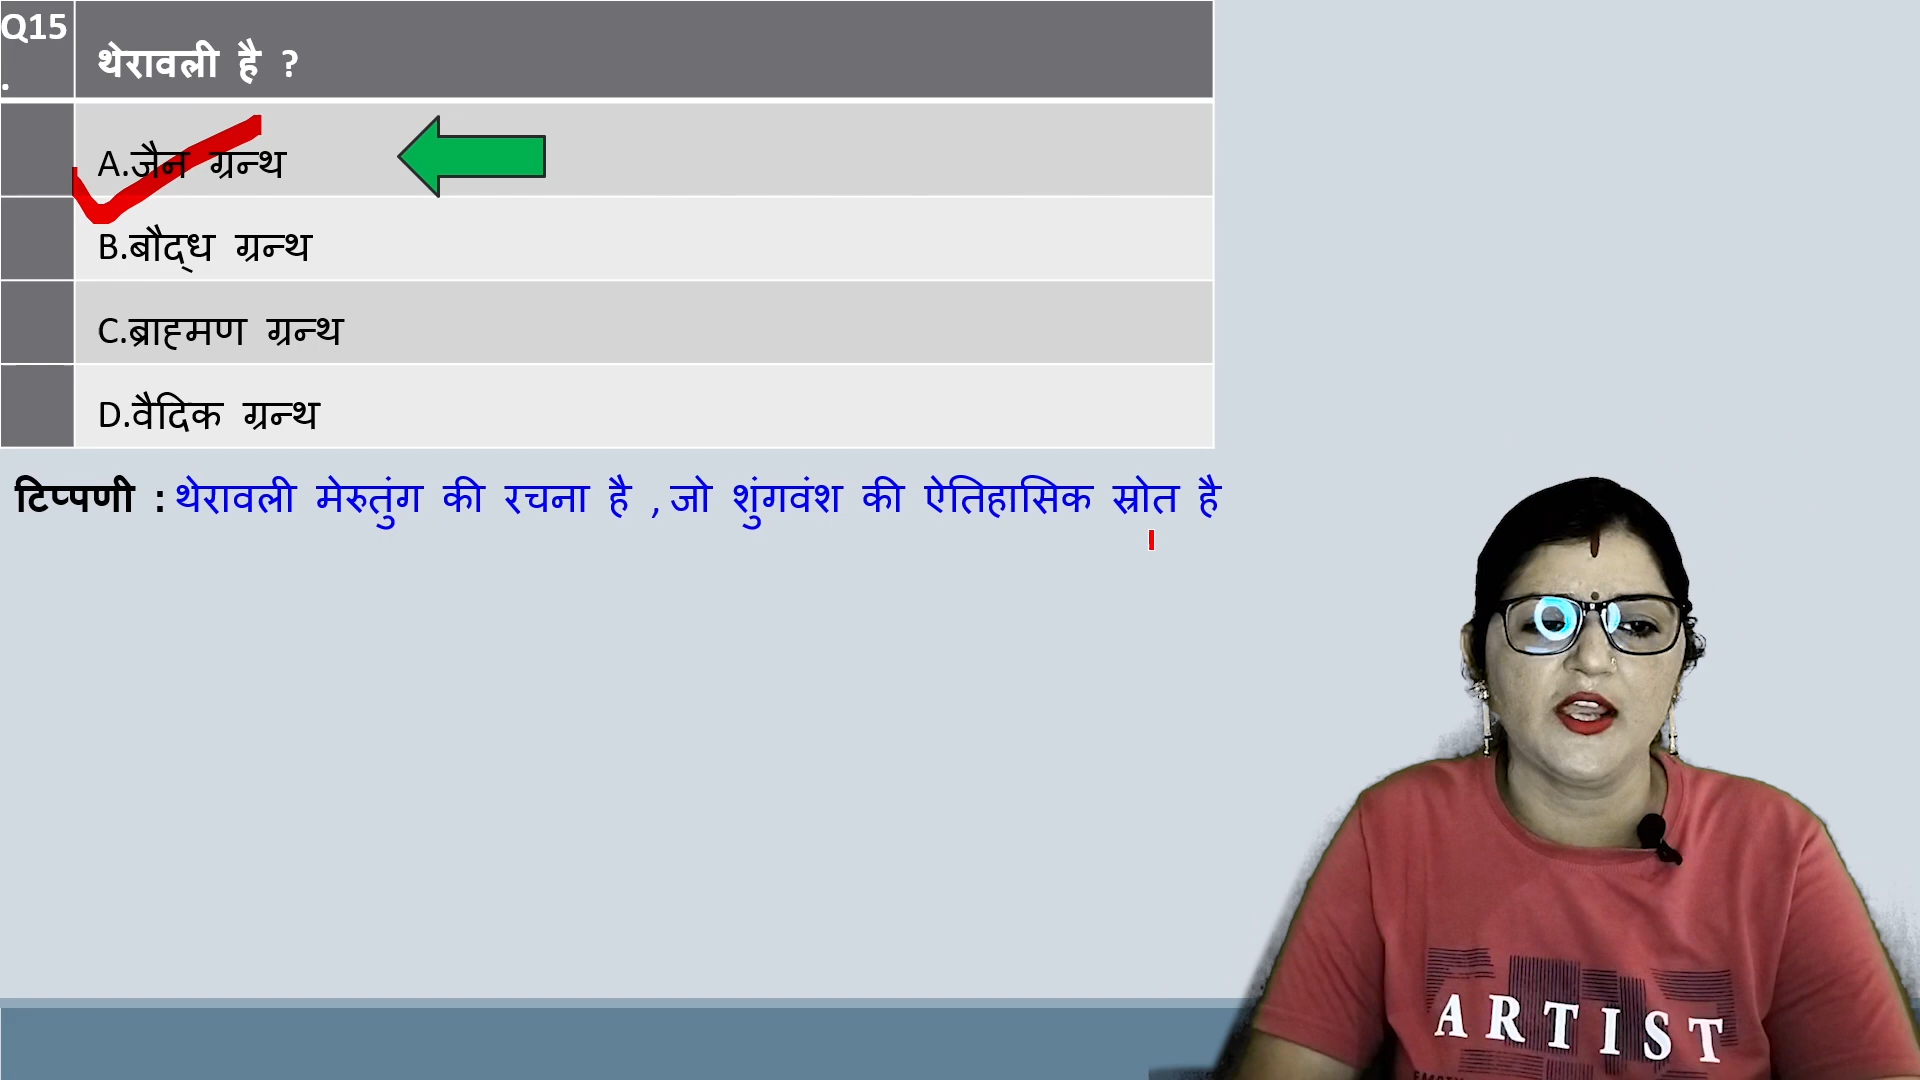 Q15
.
थेरावली है ?
A.जैन ग्रन्थ
B.बौद्ध ग्रन्थ
C.ब्राह्मण ग्रन्थ
D.वैदिक ग्रन्थ
टिप्पणी : थेरावली मेरुतुंग की रचना है , जो शुंगवंश की ऐतिहासिक स्रोत है
ARTIST